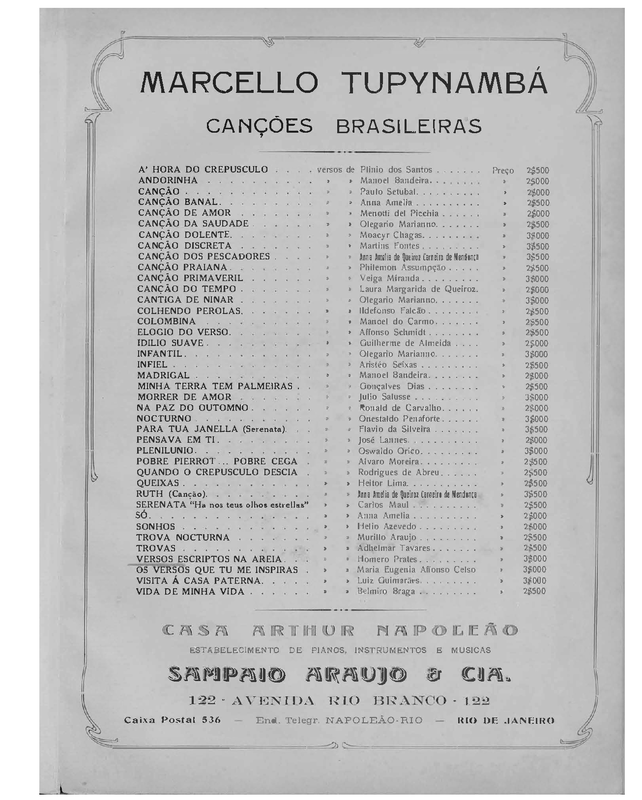 MARCELLO TUPYNAMBÁ
CANÇÕES BRASILEIRAS
A' HORA DO CREPUSCULO . . . . versos de Plinio dos Santos . . . . . . . Preço 2$500
ANDORINHA . . . . . . . . . . » » Manoel Bandeira. . . . . . . . » 2$000
CANÇÃO . . . . . . . . . . . . » » Paulo Setubal. . . . . . . . . . » 2$000
CANÇÃO BANAL. . . . . . . . . » » Anna Amelia . . . . . . . . . . » 2$500
CANÇÃO DE AMOR . . . . . . . » » Menotti del Picchia . . . . . . » 2$000
CANÇÃO DA SAUDADE . . . . . . » » Olegario Marianno. . . . . . . » 2$500
CANÇÃO DOLENTE. . . . . . . . » » Moacyr Chagas. . . . . . . . . » 3$000
CANÇÃO DISCRETA . . . . . . . » » Martins Fontes . . . . . . . . . » 3$500
CANÇÃO DOS PESCADORES . . . . » » Anna Amelia de Queiroz Carneiro de Mendonça » 3$500
CANÇÃO PRAIANA . . . . . . . . » » Philemon Assumpção . . . . . » 2$500
CANÇÃO PRIMAVERIL . . . . . . » » Veiga Miranda . . . . . . . . . » 3$000
CANÇÃO DO TEMPO . . . . . . . » » Laura Margarida de Queiroz. » 2$000
CANTIGA DE NINAR . . . . . . . » » Olegario Marianno. . . . . . . » 3$000
COLHENDO PEROLAS. . . . . . . » » Ildefonso Falcão. . . . . . . . » 2$500
COLOMBINA . . . . . . . . . . » » Manoel do Carmo. . . . . . . . » 2$500
ELOGIO DO VERSO. . . . . . . . » » Affonso Schmidt . . . . . . . . » 2$500
IDILIO SUAVE . . . . . . . . . » » Guilherme de Almeida . . . . » 2$000
INFANTIL. . . . . . . . . . . . » » Olegario Marianno. . . . . . . » 3$000
INFIEL . . . . . . . . . . . . . » » Aristéo Seixas . . . . . . . . . » 2$500
MADRIGAL . . . . . . . . . . . » » Manoel Bandeira. . . . . . . . » 2$000
MINHA TERRA TEM PALMEIRAS . » » Gonçalves Dias . . . . . . . . » 2$500
MORRER DE AMOR . . . . . . . » » Julio Salusse . . . . . . . . . . » 3$000
NA PAZ DO OUTOMNO . . . . . . » » Ronald de Carvalho. . . . . . » 2$000
NOCTURNO . . . . . . . . . . . » » Onestaldo Penaforte. . . . . . » 3$000
PARA TUA JANELLA (Serenata). . . » » Flavio da Silveira . . . . . . . » 3$500
PENSAVA EM TI. . . . . . . . . » » José Lannes. . . . . . . . . . . » 2$000
PLENILUNIO. . . . . . . . . . . » » Oswaldo Orico. . . . . . . . . » 3$000
POBRE PIERROT ... POBRE CEGA . » » Alvaro Moreira. . . . . . . . . » 2$500
QUANDO O CREPUSCULO DESCIA . » » Rodrigues de Abreu. . . . . . » 2$500
QUEIXAS. . . . . . . . . . . . . » » Heitor Lima. . . . . . . . . . . » 2$500
RUTH (Canção). . . . . . . . . . » » Anna Amelia de Queiroz Carneiro de Mendonça » 3$500
SERENATA "Ha nos teus olhos estrellas" » » Carlos Maul . . . . . . . . . . » 2$500
SÓ. . . . . . . . . . . . . . . . » » Anna Amelia . . . . . . . . . . » 2$000
SONHOS . . . . . . . . . . . . » » Helio Azevedo. . . . . . . . . » 2$000
TROVA NOCTURNA . . . . . . . » » Murillo Araujo . . . . . . . . . » 2$500
TROVAS . . . . . . . . . . . . » » Adhelmar Tavares. . . . . . . » 2$500
VERSOS ESCRIPTOS NA AREIA . . » » Homero Prates. . . . . . . . . » 3$000
OS VERSOS QUE TU ME INSPIRAS . » » Maria Eugenia Affonso Celso » 3$000
VISITA Á CASA PATERNA. . . . . » » Luiz Guimarães. . . . . . . . . » 3$000
VIDA DE MINHA VIDA . . . . . . » » Belmiro Braga . . . . . . . . . » 2$500
CASA ARTHUR NAPOLEÃO
ESTABELECIMENTO DE PIANOS, INSTRUMENTOS E MUSICAS
SAMPAIO ARAUJO & CIA.
122 - AVENIDA RIO BRANCO - 122
Caixa Postal 536 — End. Telegr. NAPOLEÃO-RIO — RIO DE JANEIRO